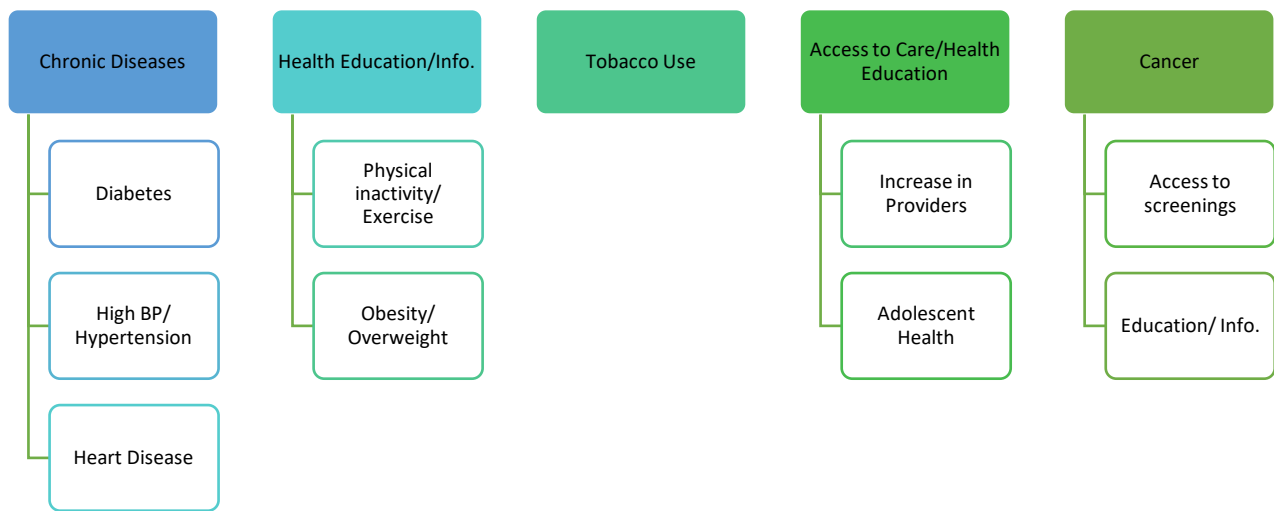 Chronic Diseases
Diabetes
High BP/
Hypertension
Heart Disease
Health Education/Info.
Physical
inactivity/
Exercise
Obesity/
Overweight
Tobacco Use
Access to Care/Health
Education
Increase in
Providers
Adolescent
Health
Cancer
Access to
screenings
Education/ Info.